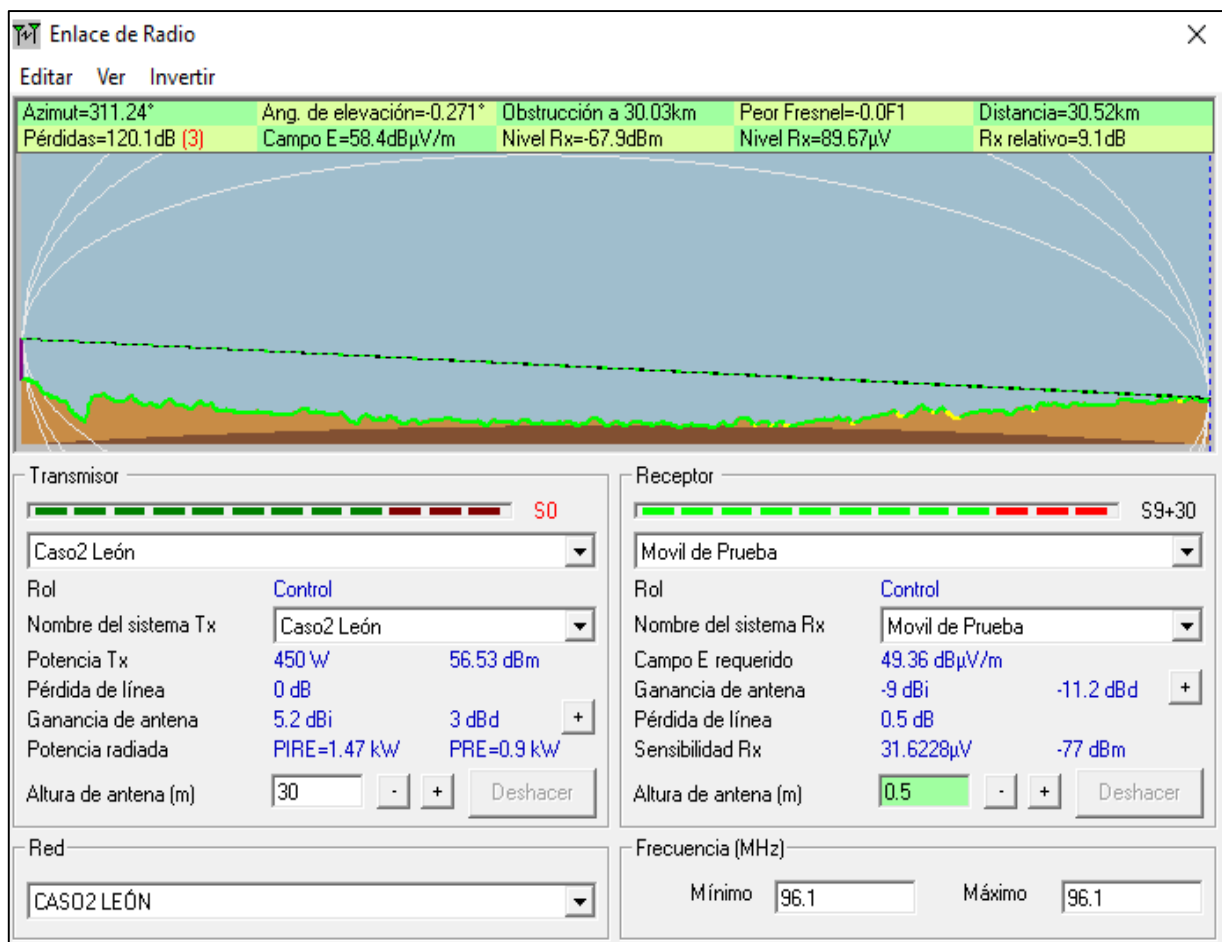 Enlace de Radio
Editar Ver Invertir
Azimut=311.24° Ang. de elevación=-0.271° Obstrucción a 30.03km Peor Fresnel=-0.0F1 Distancia=30.52km
Pérdidas=120.1dB (3) Campo E=58.4dBµV/m Nivel Rx=-67.9dBm Nivel Rx=89.67µV Rx relativo=9.1dB
Transmisor
S0
Caso2 León
Rol Control
Nombre del sistema Tx Caso2 León
Potencia Tx 450 W 56.53 dBm
Pérdida de línea 0 dB
Ganancia de antena 5.2 dBi 3 dBd +
Potencia radiada PIRE=1.47 kW PRE=0.9 kW
Altura de antena (m) 30 - + Deshacer
Receptor
S9+30
Movil de Prueba
Rol Control
Nombre del sistema Rx Movil de Prueba
Campo E requerido 49.36 dBµV/m
Ganancia de antena -9 dBi -11.2 dBd +
Pérdida de línea 0.5 dB
Sensibilidad Rx 31.6228µV -77 dBm
Altura de antena (m) 0.5 - + Deshacer
Red
CASO2 LEÓN
Frecuencia (MHz)
Mínimo 96.1 Máximo 96.1